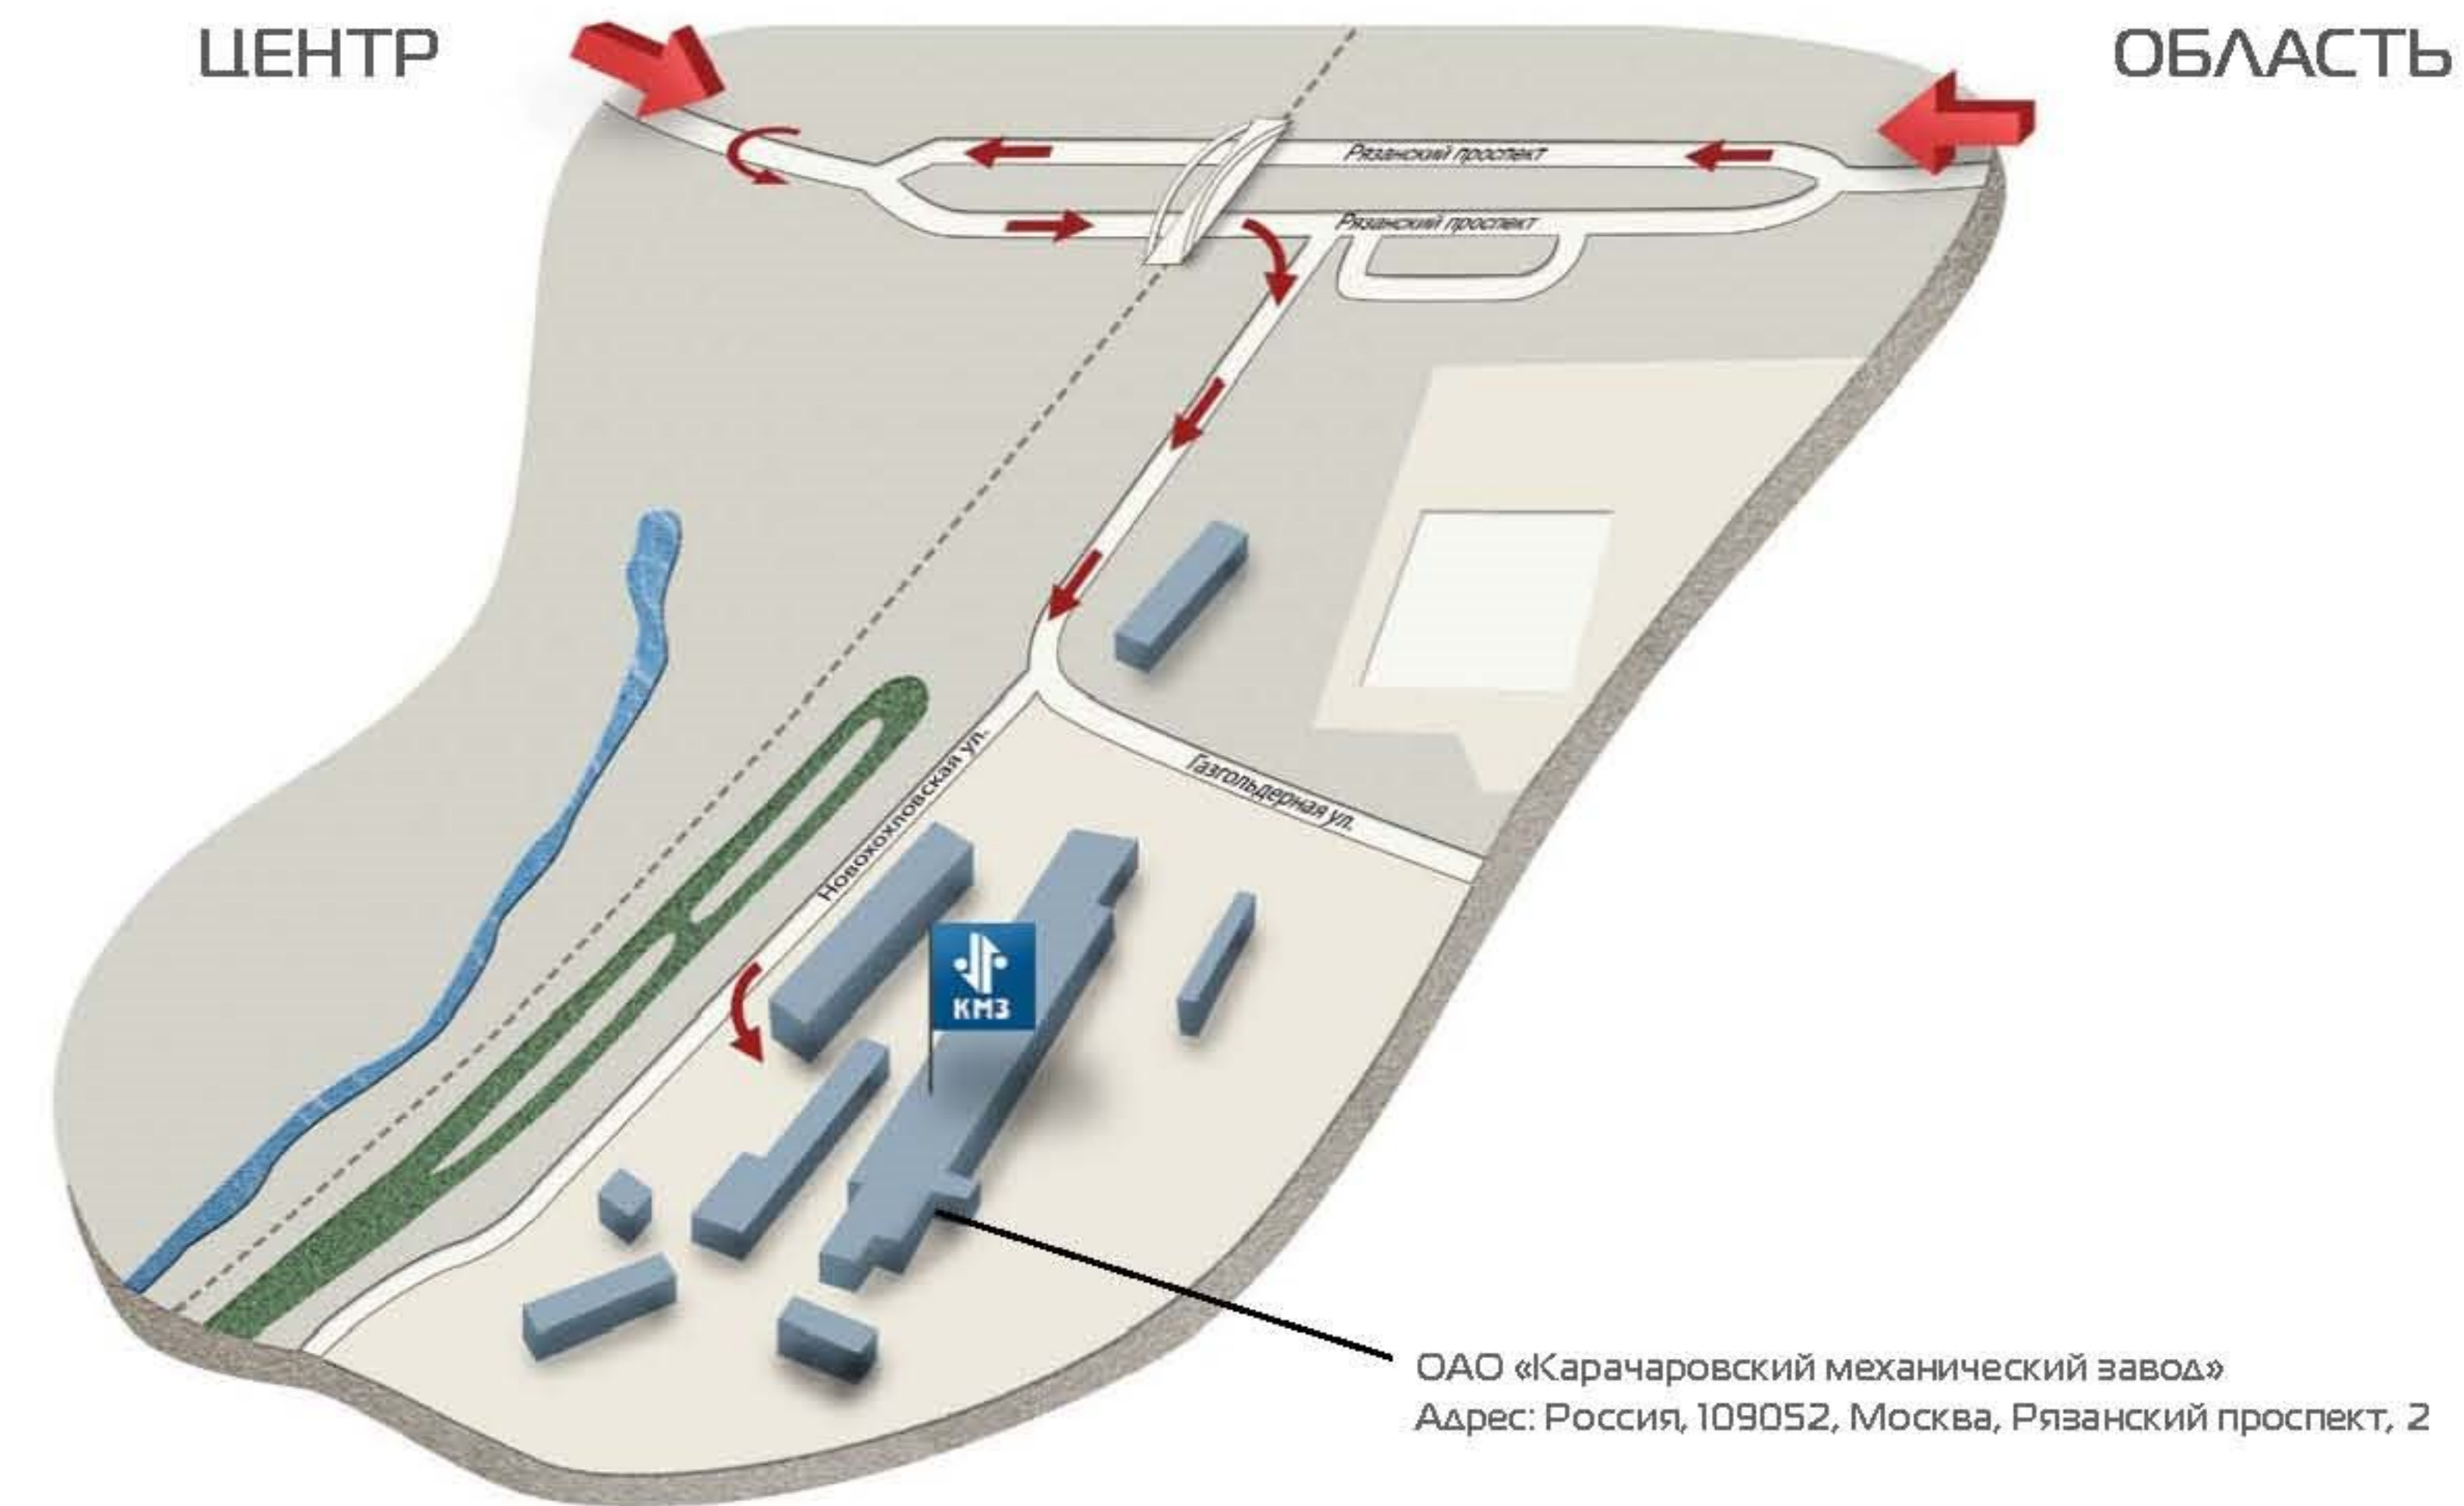 ЦЕНТР
ОБЛАСТЬ
Рязанский проспект
Рязанский проспект
Новохохловская ул.
Газгольдерная ул.
КМЗ
ОАО «Карачаровский механический завод»
Адрес: Россия, 109052, Москва, Рязанский проспект, 2